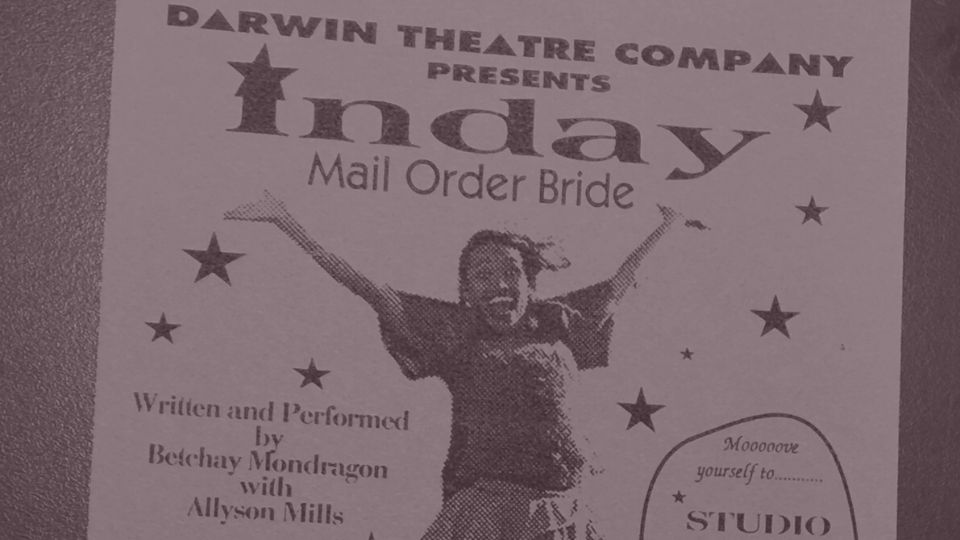 DARWIN THEATRE COMPANY
PRESENTS
Inday
Mail Order Bride
Written and Performed
by
Betchay Mondragon
with
Allyson Mills
Mooooove
yourself to...........
STUDIO